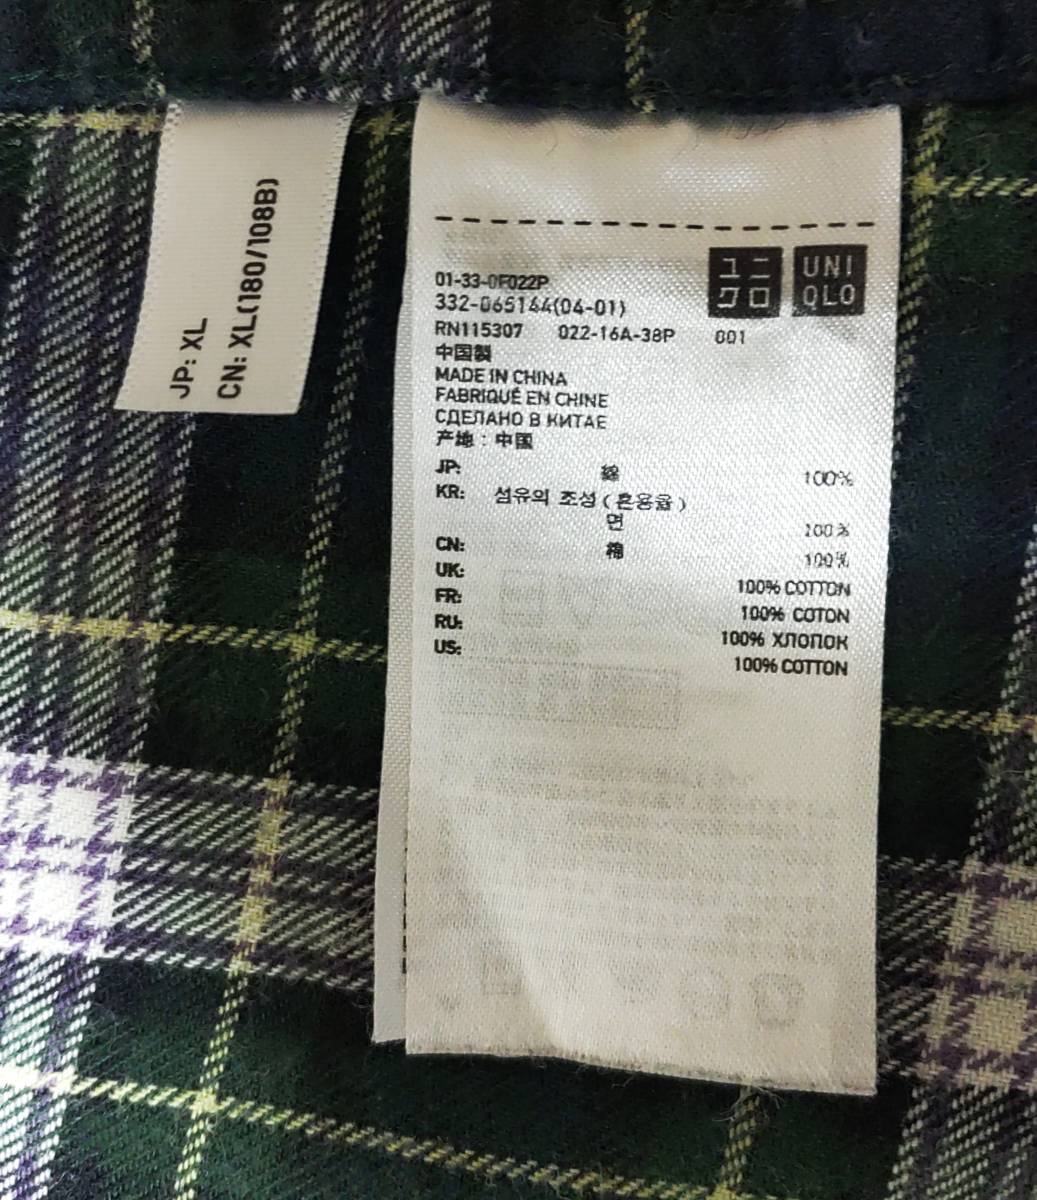 JP: XL
CN: XL(180/108B)
ユニ
クロ
UNI
QLO
01-33-0F022P
332-065144(04-01)
RN115307 022-16A-38P 001
中国製
MADE IN CHINA
FABRIQUÉ EN CHINE
СДЕЛАНО В КИТАЕ
产地：中国
JP: 綿 100%
KR: 섬유의 조성(혼용율)
면 100%
CN: 棉 100%
UK: 100% COTTON
FR: 100% COTON
RU: 100% ХЛОПОК
US: 100% COTTON